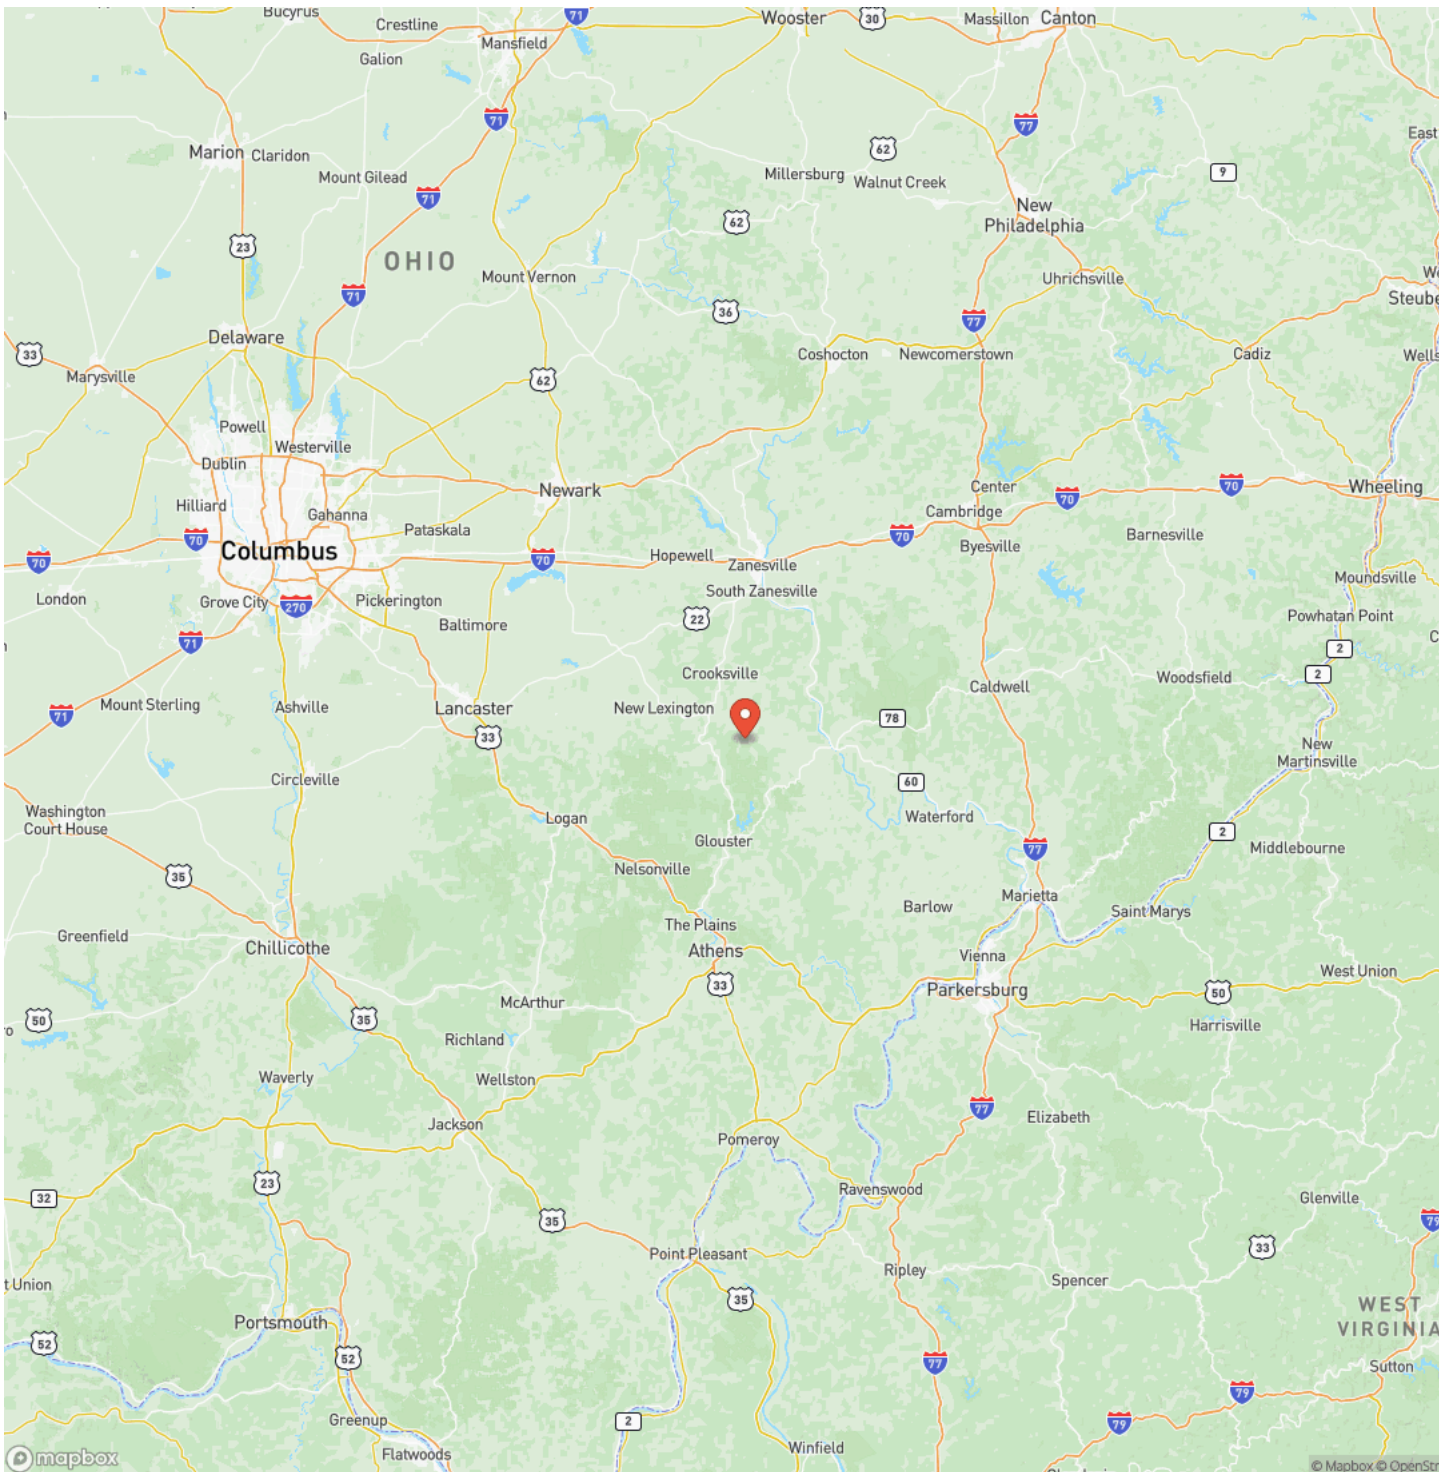 Bucyrus
Crestline
71
Wooster
30
Massillon
Canton
Mansfield
Galion
71
77
East
Marion
Claridon
62
Mount Gilead
Millersburg
Walnut Creek
9
71
62
New
Philadelphia
23
OHIO
Mount Vernon
Uhrichsville
71
36
77
Steube
33
Delaware
Coshocton
Newcomerstown
Cadiz
Wells
Marysville
62
Powell
Westerville
Dublin
Newark
Center
70
70
Wheeling
Hilliard
Gahanna
Cambridge
Pataskala
70
70
Columbus
70
70
Hopewell
Zanesville
Byesville
Barnesville
London
Grove City
270
Pickerington
South Zanesville
Moundsville
Baltimore
22
Powhatan Point
71
2
Crooksville
Caldwell
Woodsfield
2
71
Mount Sterling
Ashville
Lancaster
New Lexington
78
33
New
Martinsville
Circleville
60
Washington
Court House
Logan
Waterford
2
Glouster
77
Middlebourne
35
Nelsonville
Marietta
Barlow
Saint Marys
The Plains
Greenfield
Chillicothe
Athens
Vienna
West Union
33
Parkersburg
50
50
35
McArthur
Harrisville
Richland
Waverly
Wellston
77
Elizabeth
Jackson
Pomeroy
23
Ravenswood
32
Glenville
35
79
Point Pleasant
33
Ripley
Spencer
t Union
35
WEST
VIRGINIA
Portsmouth
52
52
77
Sutton
79
Greenup
2
79
Flatwoods
Winfield
mapbox
© Mapbox © OpenStr